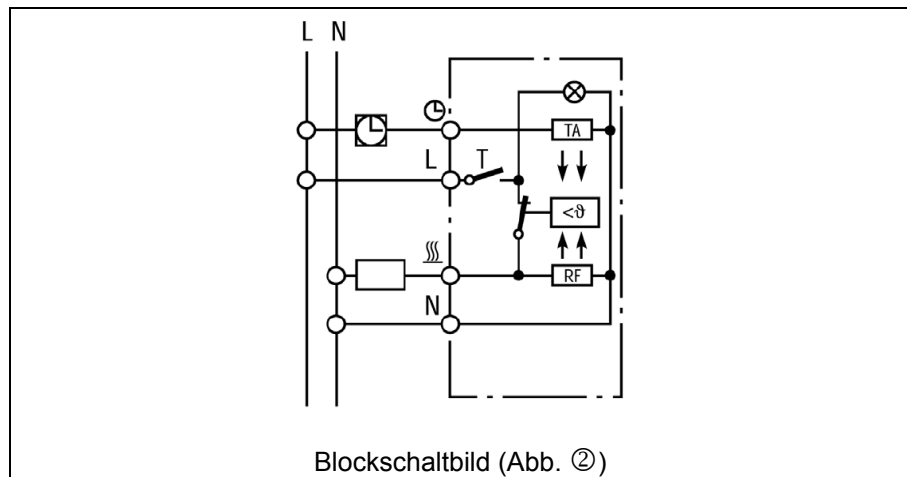 L N
TA
L T
<ϑ
RF
N
Blockschaltbild (Abb. ②)